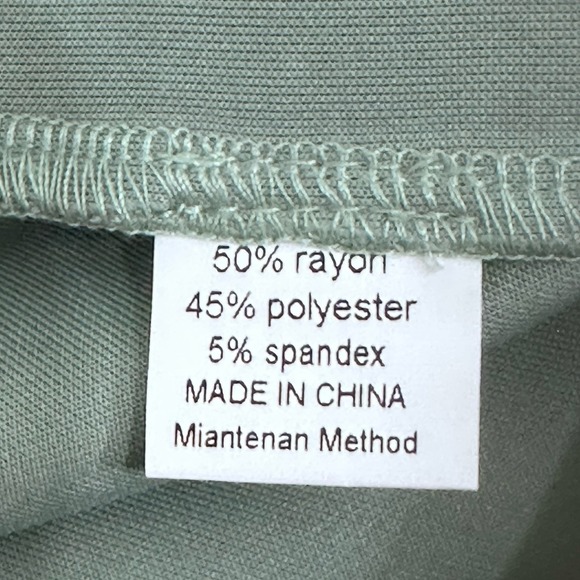 50% rayon
45% polyester
5% spandex
MADE IN CHINA
Miantenan Method